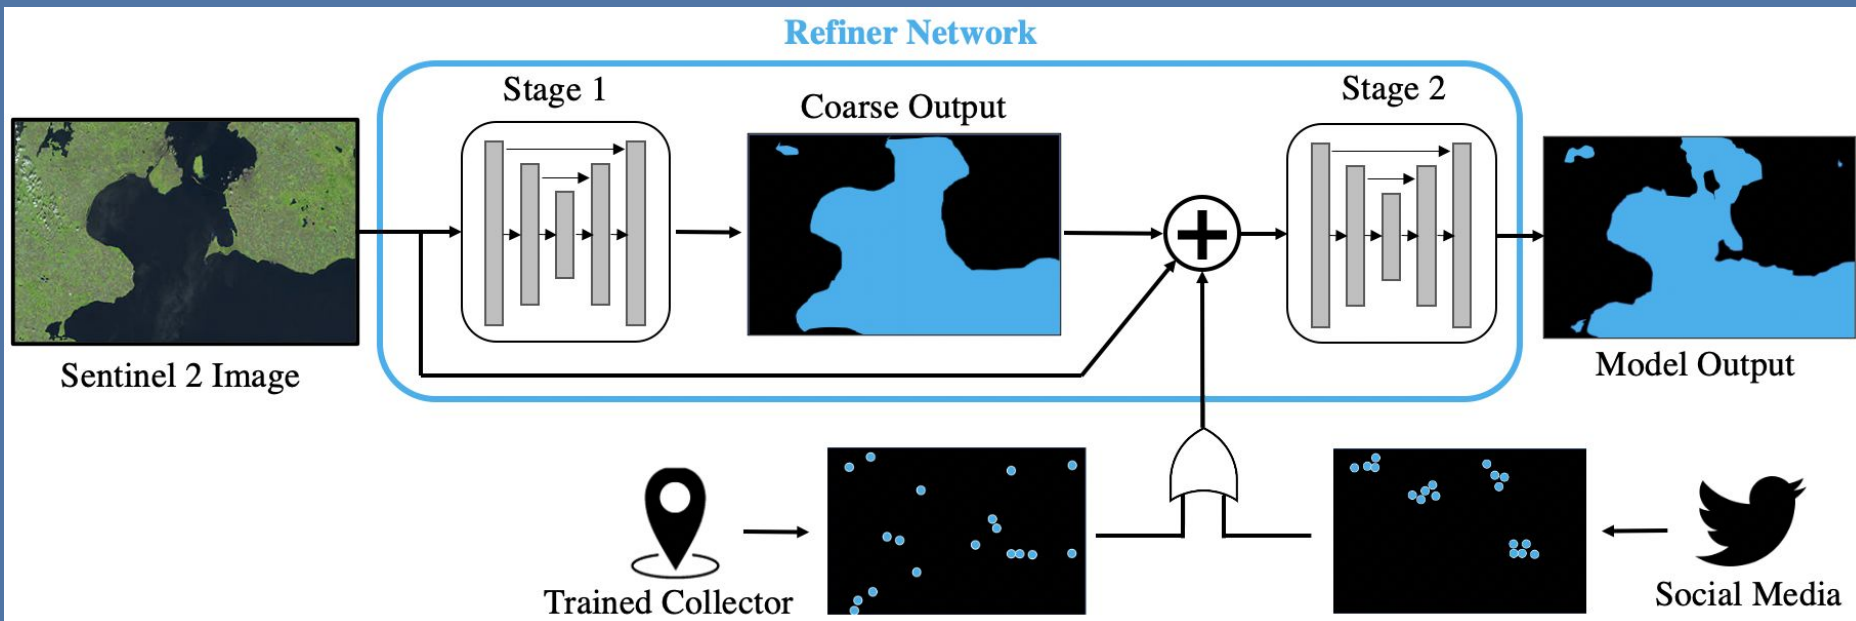 Refiner Network
Stage 1
Coarse Output
Stage 2
Sentinel 2 Image
Model Output
Trained Collector
Social Media